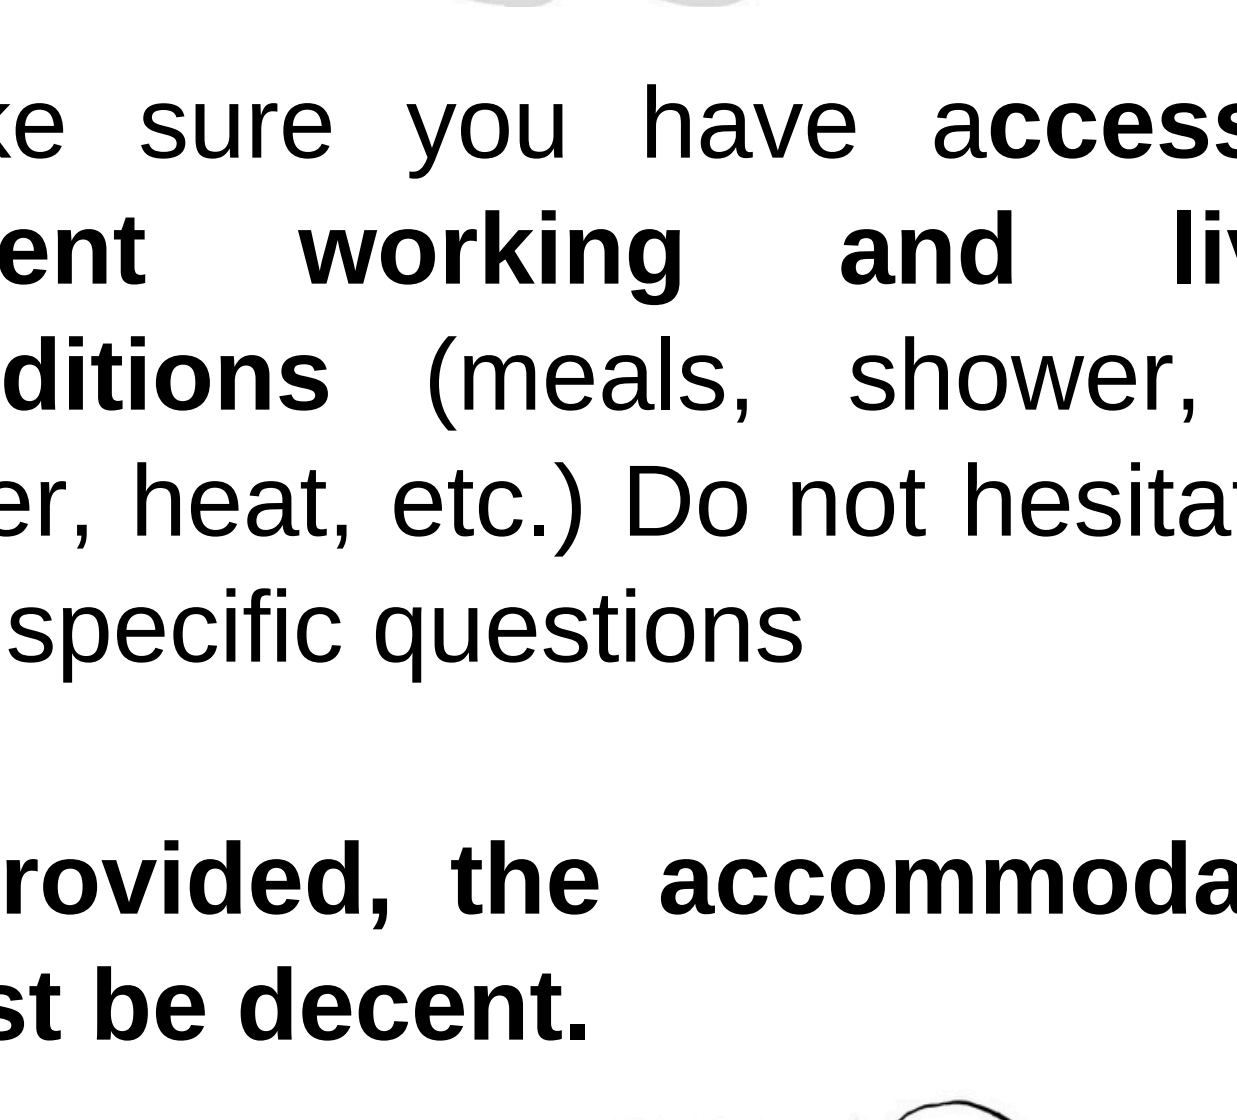 ke sure you have access
ent working and liv
ditions (meals, shower,
er, heat, etc.) Do not hesitat
specific questions
rovided, the accommoda
st be decent.